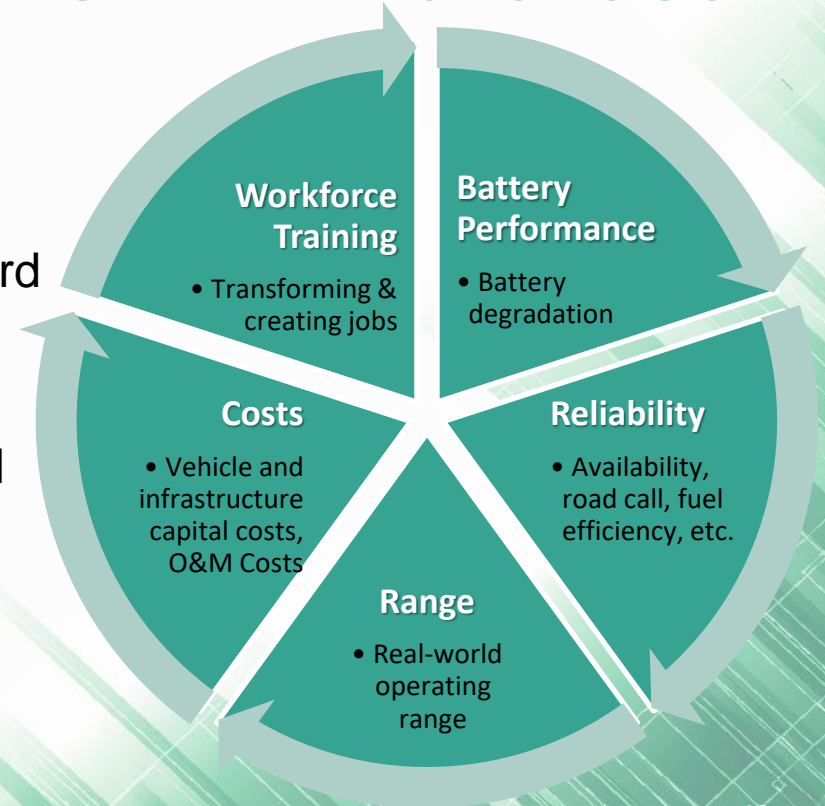 rd
Workforce
Training
• Transforming &
creating jobs
Battery
Performance
• Battery
degradation
Costs
• Vehicle and
infrastructure
capital costs,
O&M Costs
Reliability
• Availability,
road call, fuel
efficiency, etc.
Range
• Real-world
operating
range